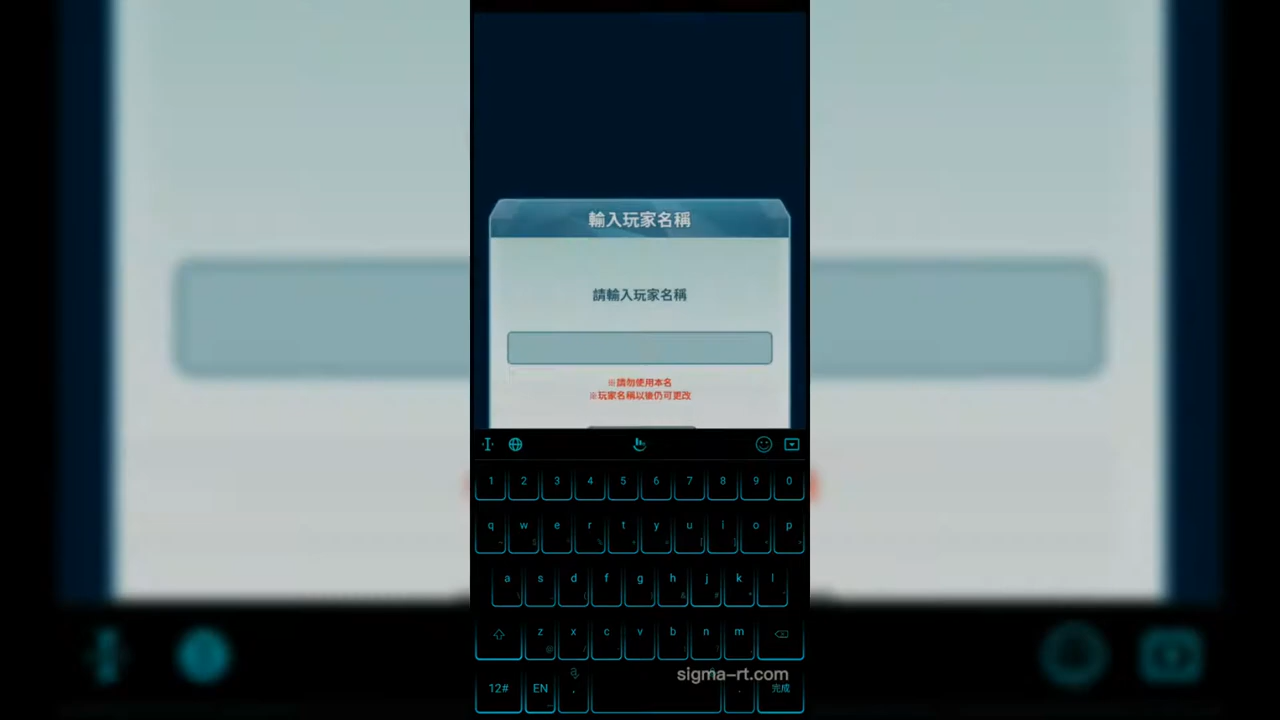 輸入玩家名稱
請輸入玩家名稱
※請勿使用本名
※玩家名稱以後仍可更改
1 2 3 4 5 6 7 8 9 0
q w e r t y u i o p
a s d f g h j k l
z x c v b n m
sigma-rt.com
12# EN , . 完成